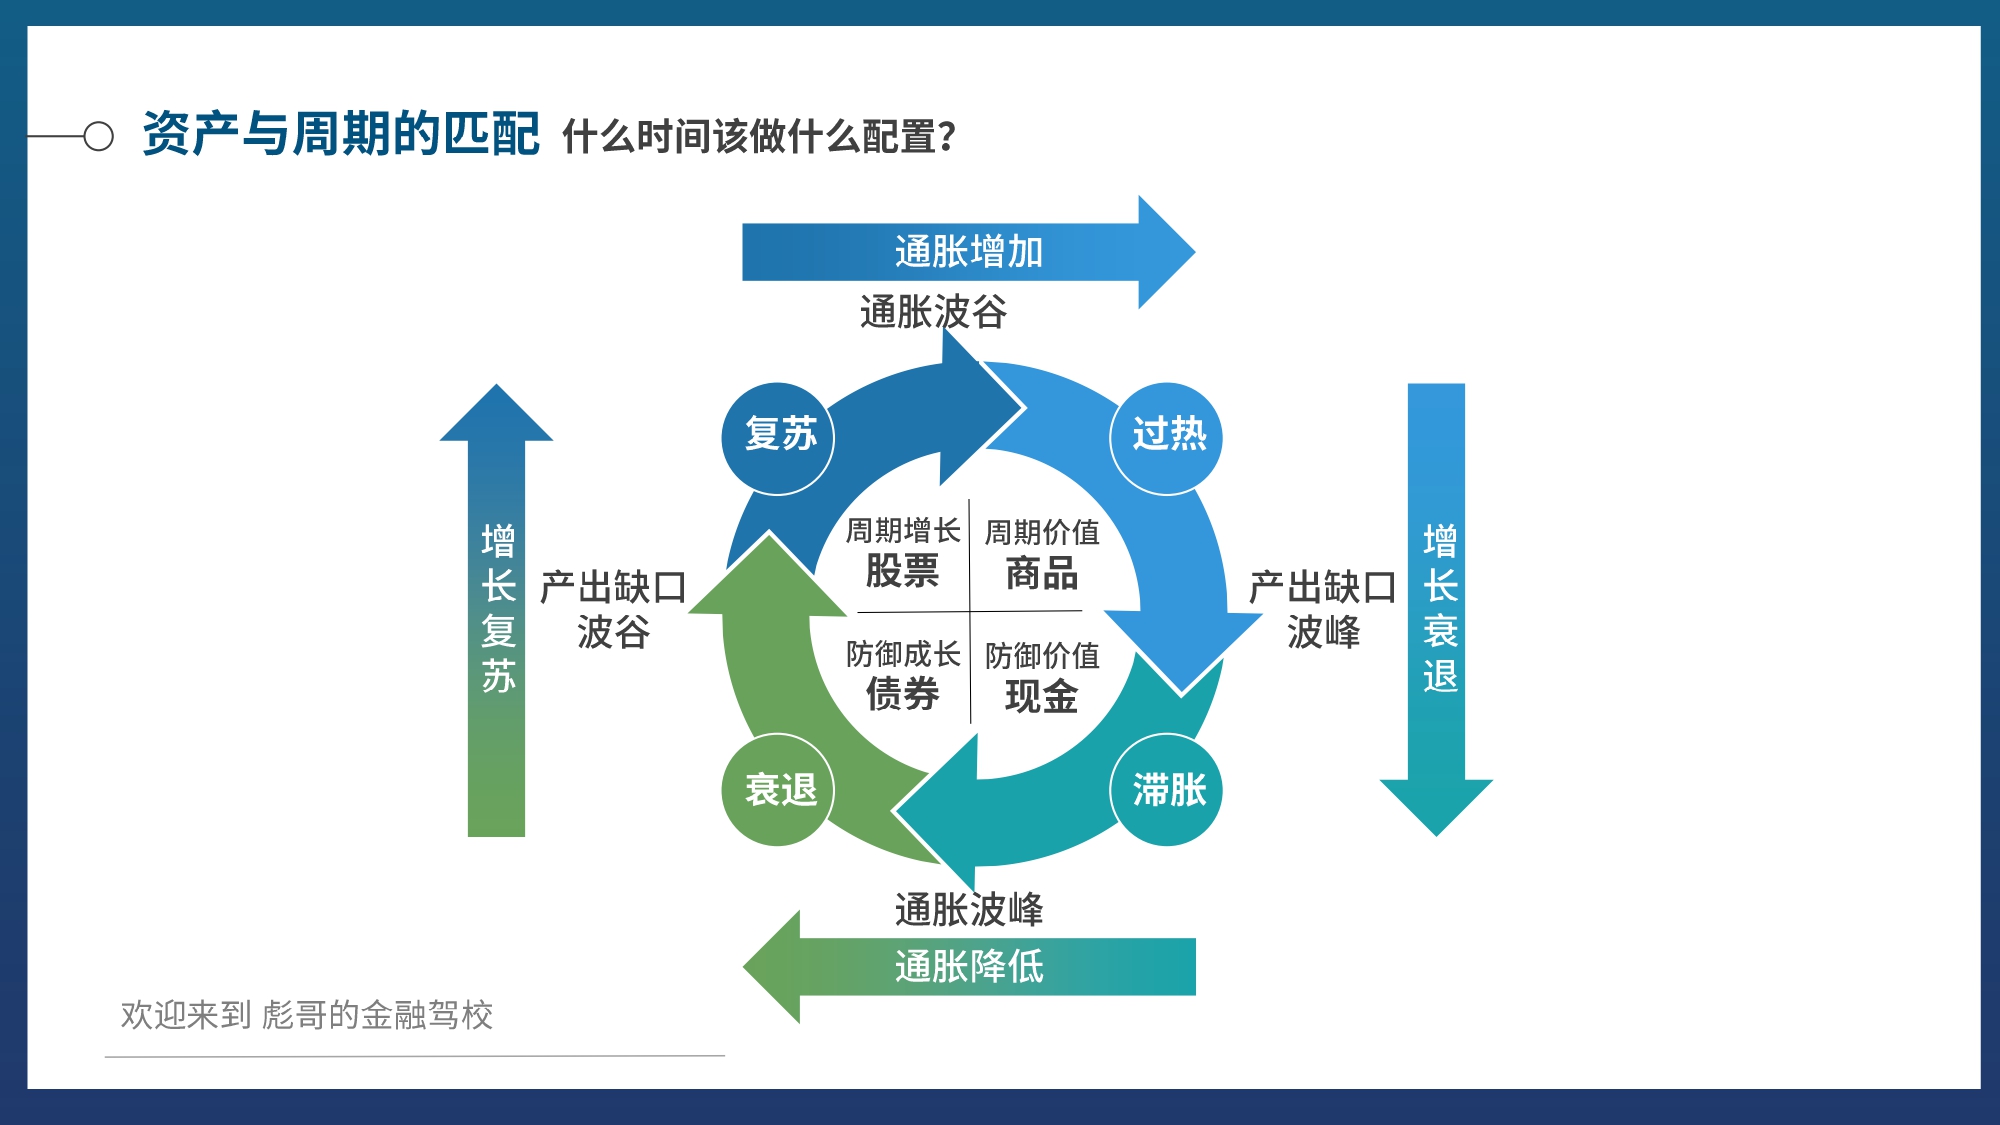 资产与周期的匹配 什么时间该做什么配置?
通胀增加
通胀波谷
复苏
过热
增长复苏
产出缺口
波谷
周期增长
股票
周期价值
商品
防御成长
债券
防御价值
现金
产出缺口
波峰
增长衰退
衰退
滞胀
通胀波峰
通胀降低
欢迎来到 彪哥的金融驾校